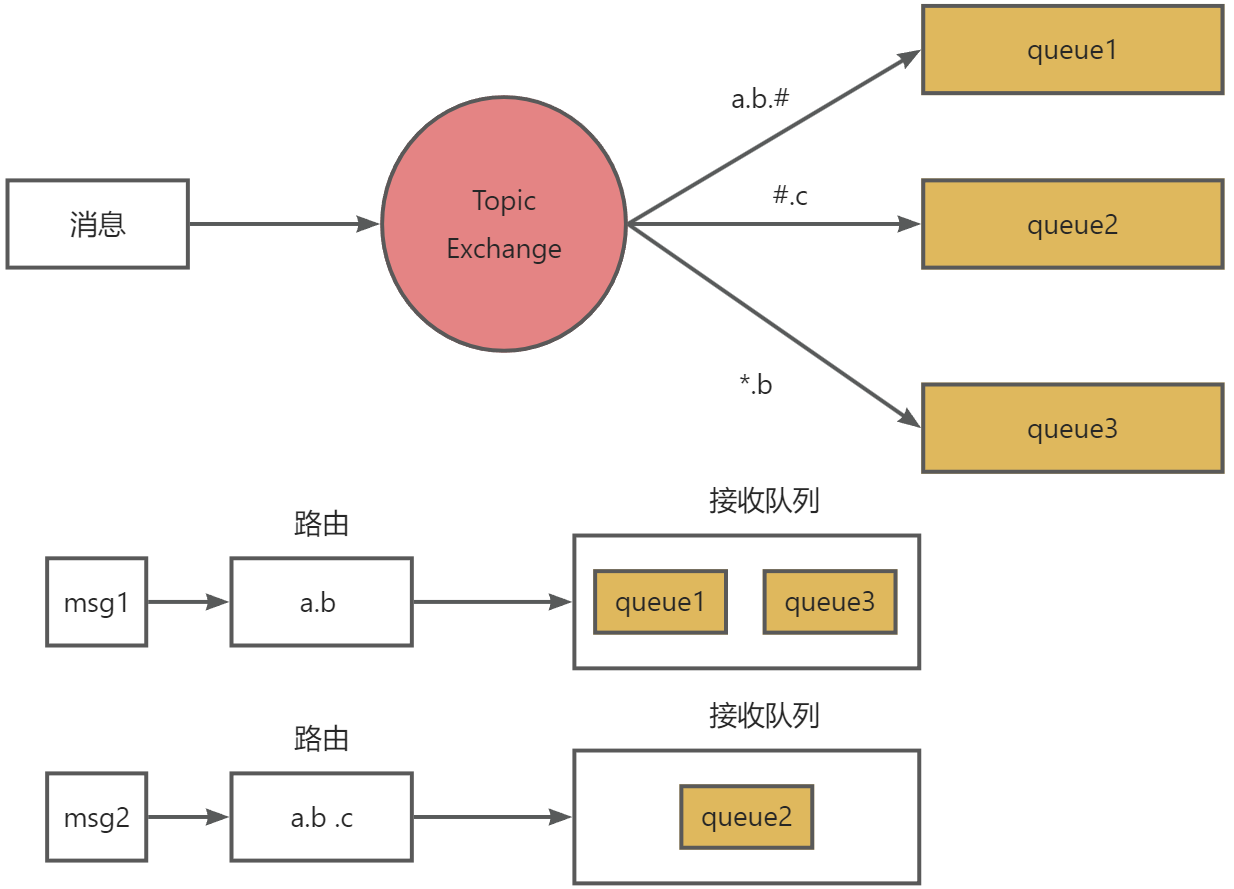 queue1
a.b.#
消息
Topic
Exchange
#.c
queue2
*.b
queue3
路由
接收队列
msg1
a.b
queue1
queue3
路由
接收队列
msg2
a.b .c
queue2